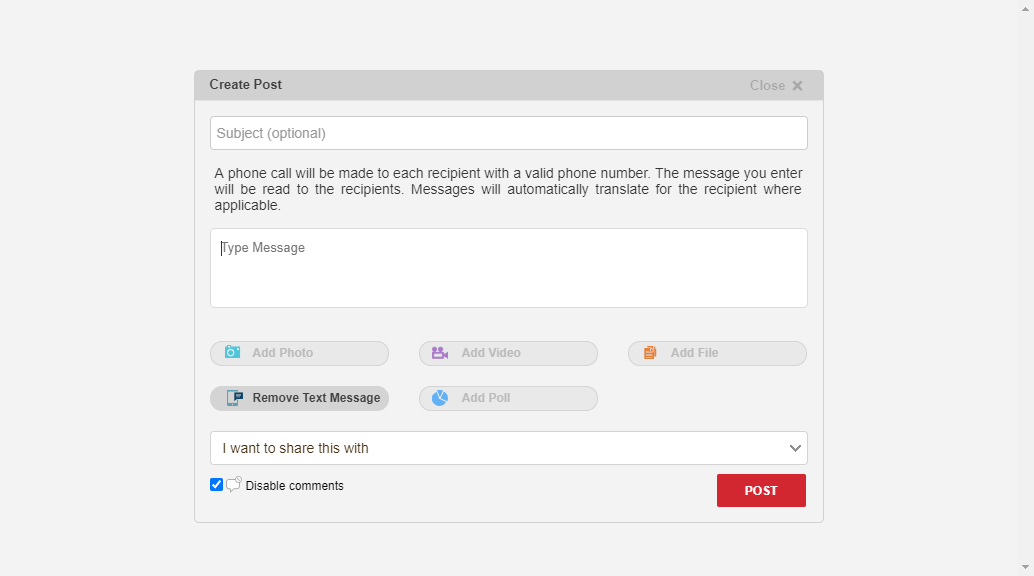 Create Post
Close
Subject (optional)
A phone call will be made to each recipient with a valid phone number. The message you enter
will be read to the recipients. Messages will automatically translate for the recipient where
applicable.
Type Message
Add Photo
Add Video
Add File
Remove Text Message
Add Poll
I want to share this with
Disable comments
POST